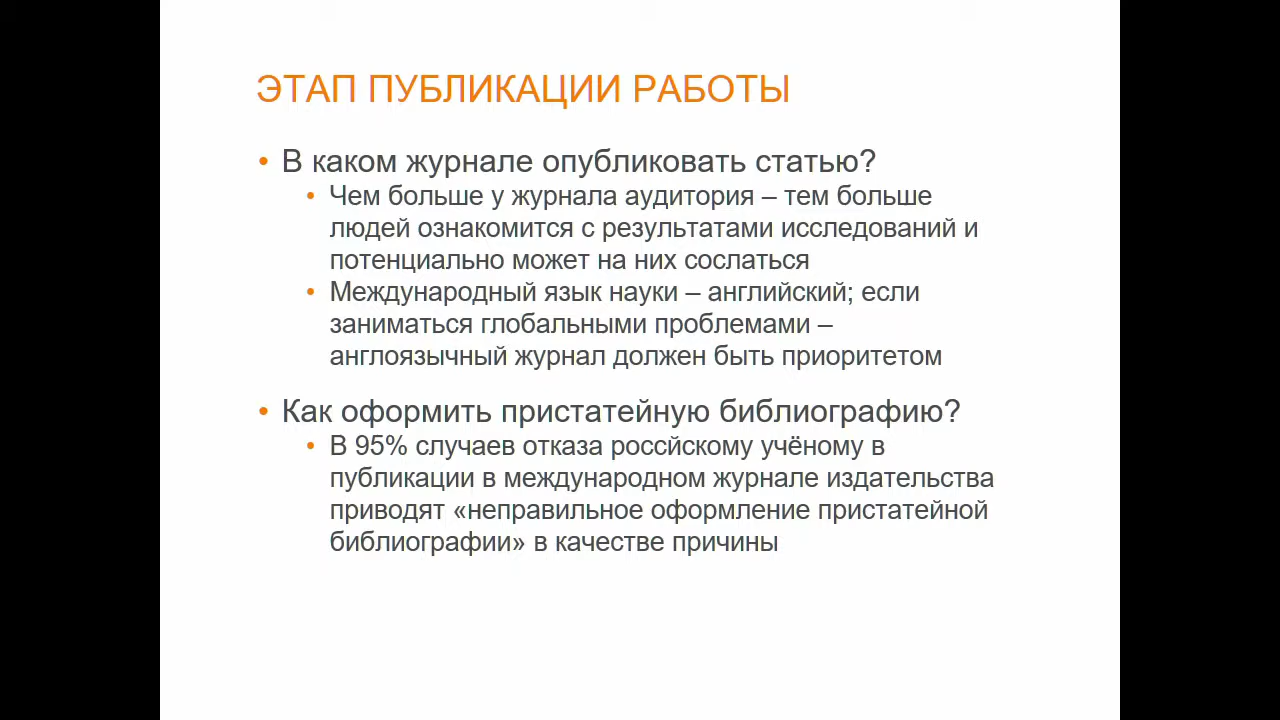 ЭТАП ПУБЛИКАЦИИ РАБОТЫ
• В каком журнале опубликовать статью?
• Чем больше у журнала аудитория – тем больше
людей ознакомится с результатами исследований и
потенциально может на них сослаться
• Международный язык науки – английский; если
заниматься глобальными проблемами –
англоязычный журнал должен быть приоритетом
• Как оформить пристатейную библиографию?
• В 95% случаев отказа россйскому учёному в
публикации в международном журнале издательства
приводят «неправильное оформление пристатейной
библиографии» в качестве причины